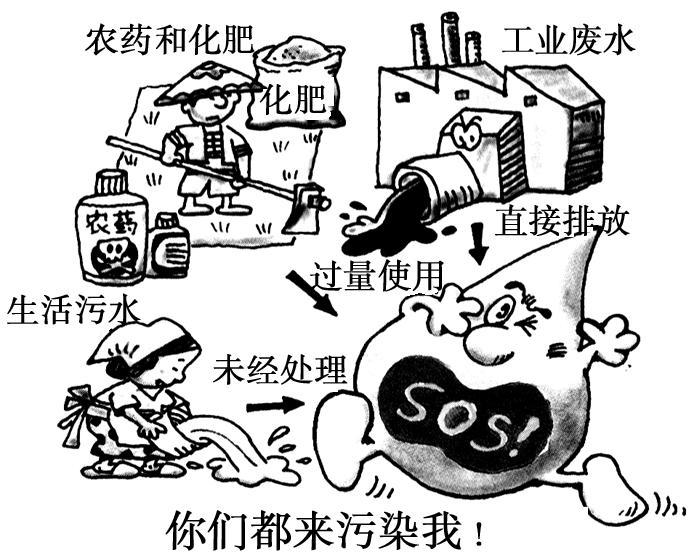 农药和化肥
工业废水
化肥
农药
直接排放
过量使用
生活污水
未经处理
SOS!
你们都来污染我！